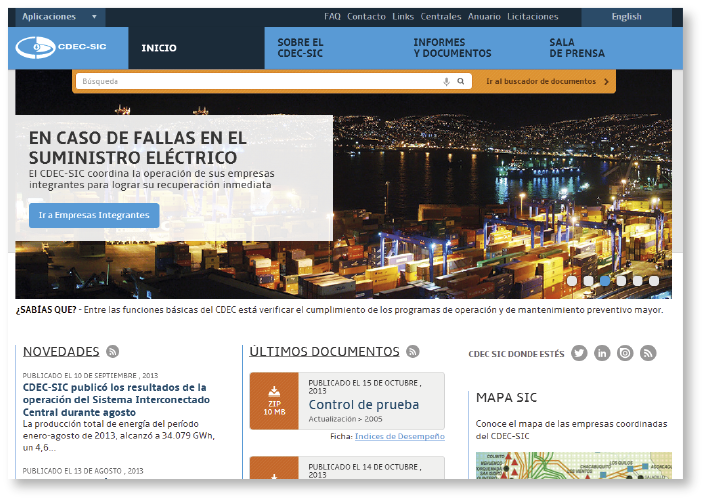 Aplicaciones
FAQ Contacto Links Centrales Anuario Licitaciones
English
CDEC-SIC
INICIO
SOBRE EL
CDEC-SIC
INFORMES
Y DOCUMENTOS
SALA
DE PRENSA
Búsqueda
Ir al buscador de documentos
EN CASO DE FALLAS EN EL
SUMINISTRO ELÉCTRICO
El CDEC-SIC coordina la operación de sus empresas
integrantes para lograr su recuperación inmediata
Ir a Empresas Integrantes
¿SABÍAS QUE? - Entre las funciones básicas del CDEC está verificar el cumplimiento de los programas de operación y de mantenimiento preventivo mayor.
NOVEDADES
PUBLICADO EL 10 DE SEPTIEMBRE , 2013
CDEC-SIC publicó los resultados de la
operación del Sistema Interconectado
Central durante agosto
La producción total de energía del período
enero-agosto de 2013, alcanzó a 34.079 GWh,
un 4,6...
PUBLICADO EL 13 DE AGOSTO , 2013
ÚLTIMOS DOCUMENTOS
ZIP
10 MB
PUBLICADO EL 15 DE OCTUBRE ,
2013
Control de prueba
Actualización > 2005
Ficha: Indices de Desempeño
PUBLICADO EL 14 DE OCTUBRE ,
2013
CDEC SIC DONDE ESTÉS
MAPA SIC
Conoce el mapa de las empresas coordinadas
del CDEC-SIC